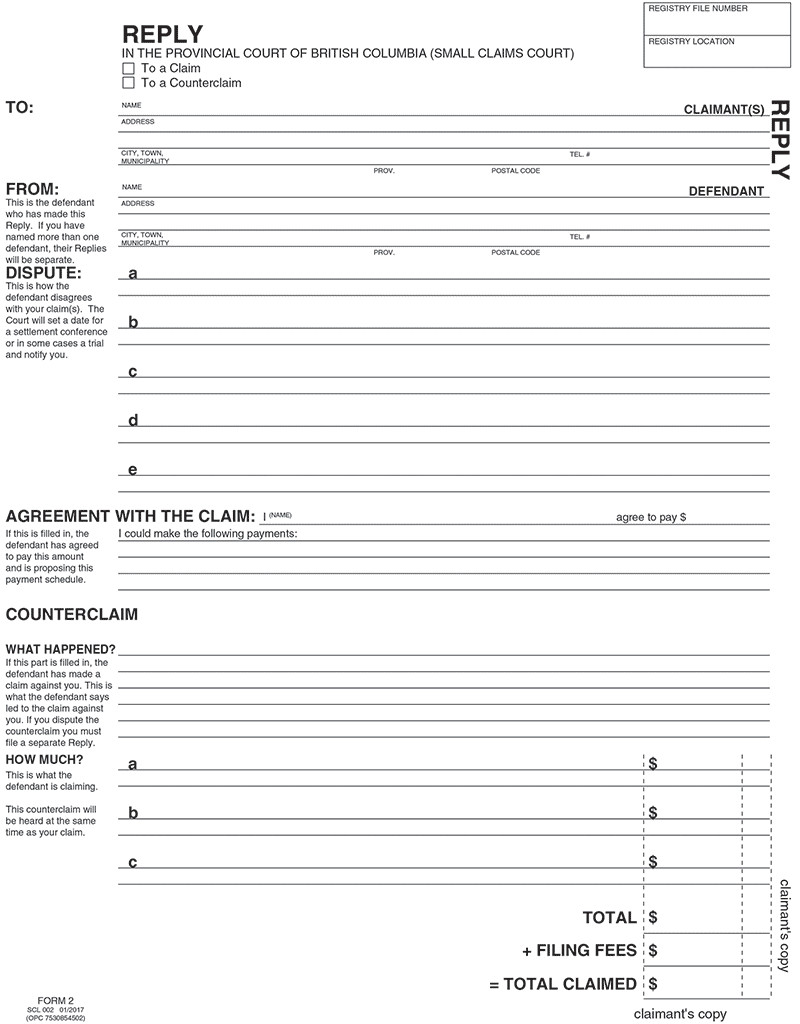 REGISTRY FILE NUMBER
REGISTRY LOCATION
REPLY
IN THE PROVINCIAL COURT OF BRITISH COLUMBIA (SMALL CLAIMS COURT)
To a Claim
To a Counterclaim
REPLY
TO:
NAME
CLAIMANT(S)
ADDRESS
CITY, TOWN,
MUNICIPALITY
TEL. #
PROV.
POSTAL CODE
FROM:
This is the defendant
who has made this
Reply. If you have
named more than one
defendant, their Replies
will be separate.
NAME
DEFENDANT
ADDRESS
CITY, TOWN,
MUNICIPALITY
TEL. #
PROV.
POSTAL CODE
DISPUTE:
This is how the
defendant disagrees
with your claim(s). The
Court will set a date for
a settlement conference
or in some cases a trial
and notify you.
a
b
c
d
e
AGREEMENT WITH THE CLAIM: I (NAME) agree to pay $
If this is filled in, the
defendant has agreed
to pay this amount
and is proposing this
payment schedule.
I could make the following payments:
COUNTERCLAIM
WHAT HAPPENED?
If this part is filled in, the
defendant has made a
claim against you. This is
what the defendant says
led to the claim against
you. If you dispute the
counterclaim you must
file a separate Reply.
HOW MUCH?
This is what the
defendant is claiming.
This counterclaim will
be heard at the same
time as your claim.
a $
b $
c $
TOTAL $
+ FILING FEES $
= TOTAL CLAIMED $
claimant's copy
claimant's copy
FORM 2
SCL 002 01/2017
(OPC 7530854502)